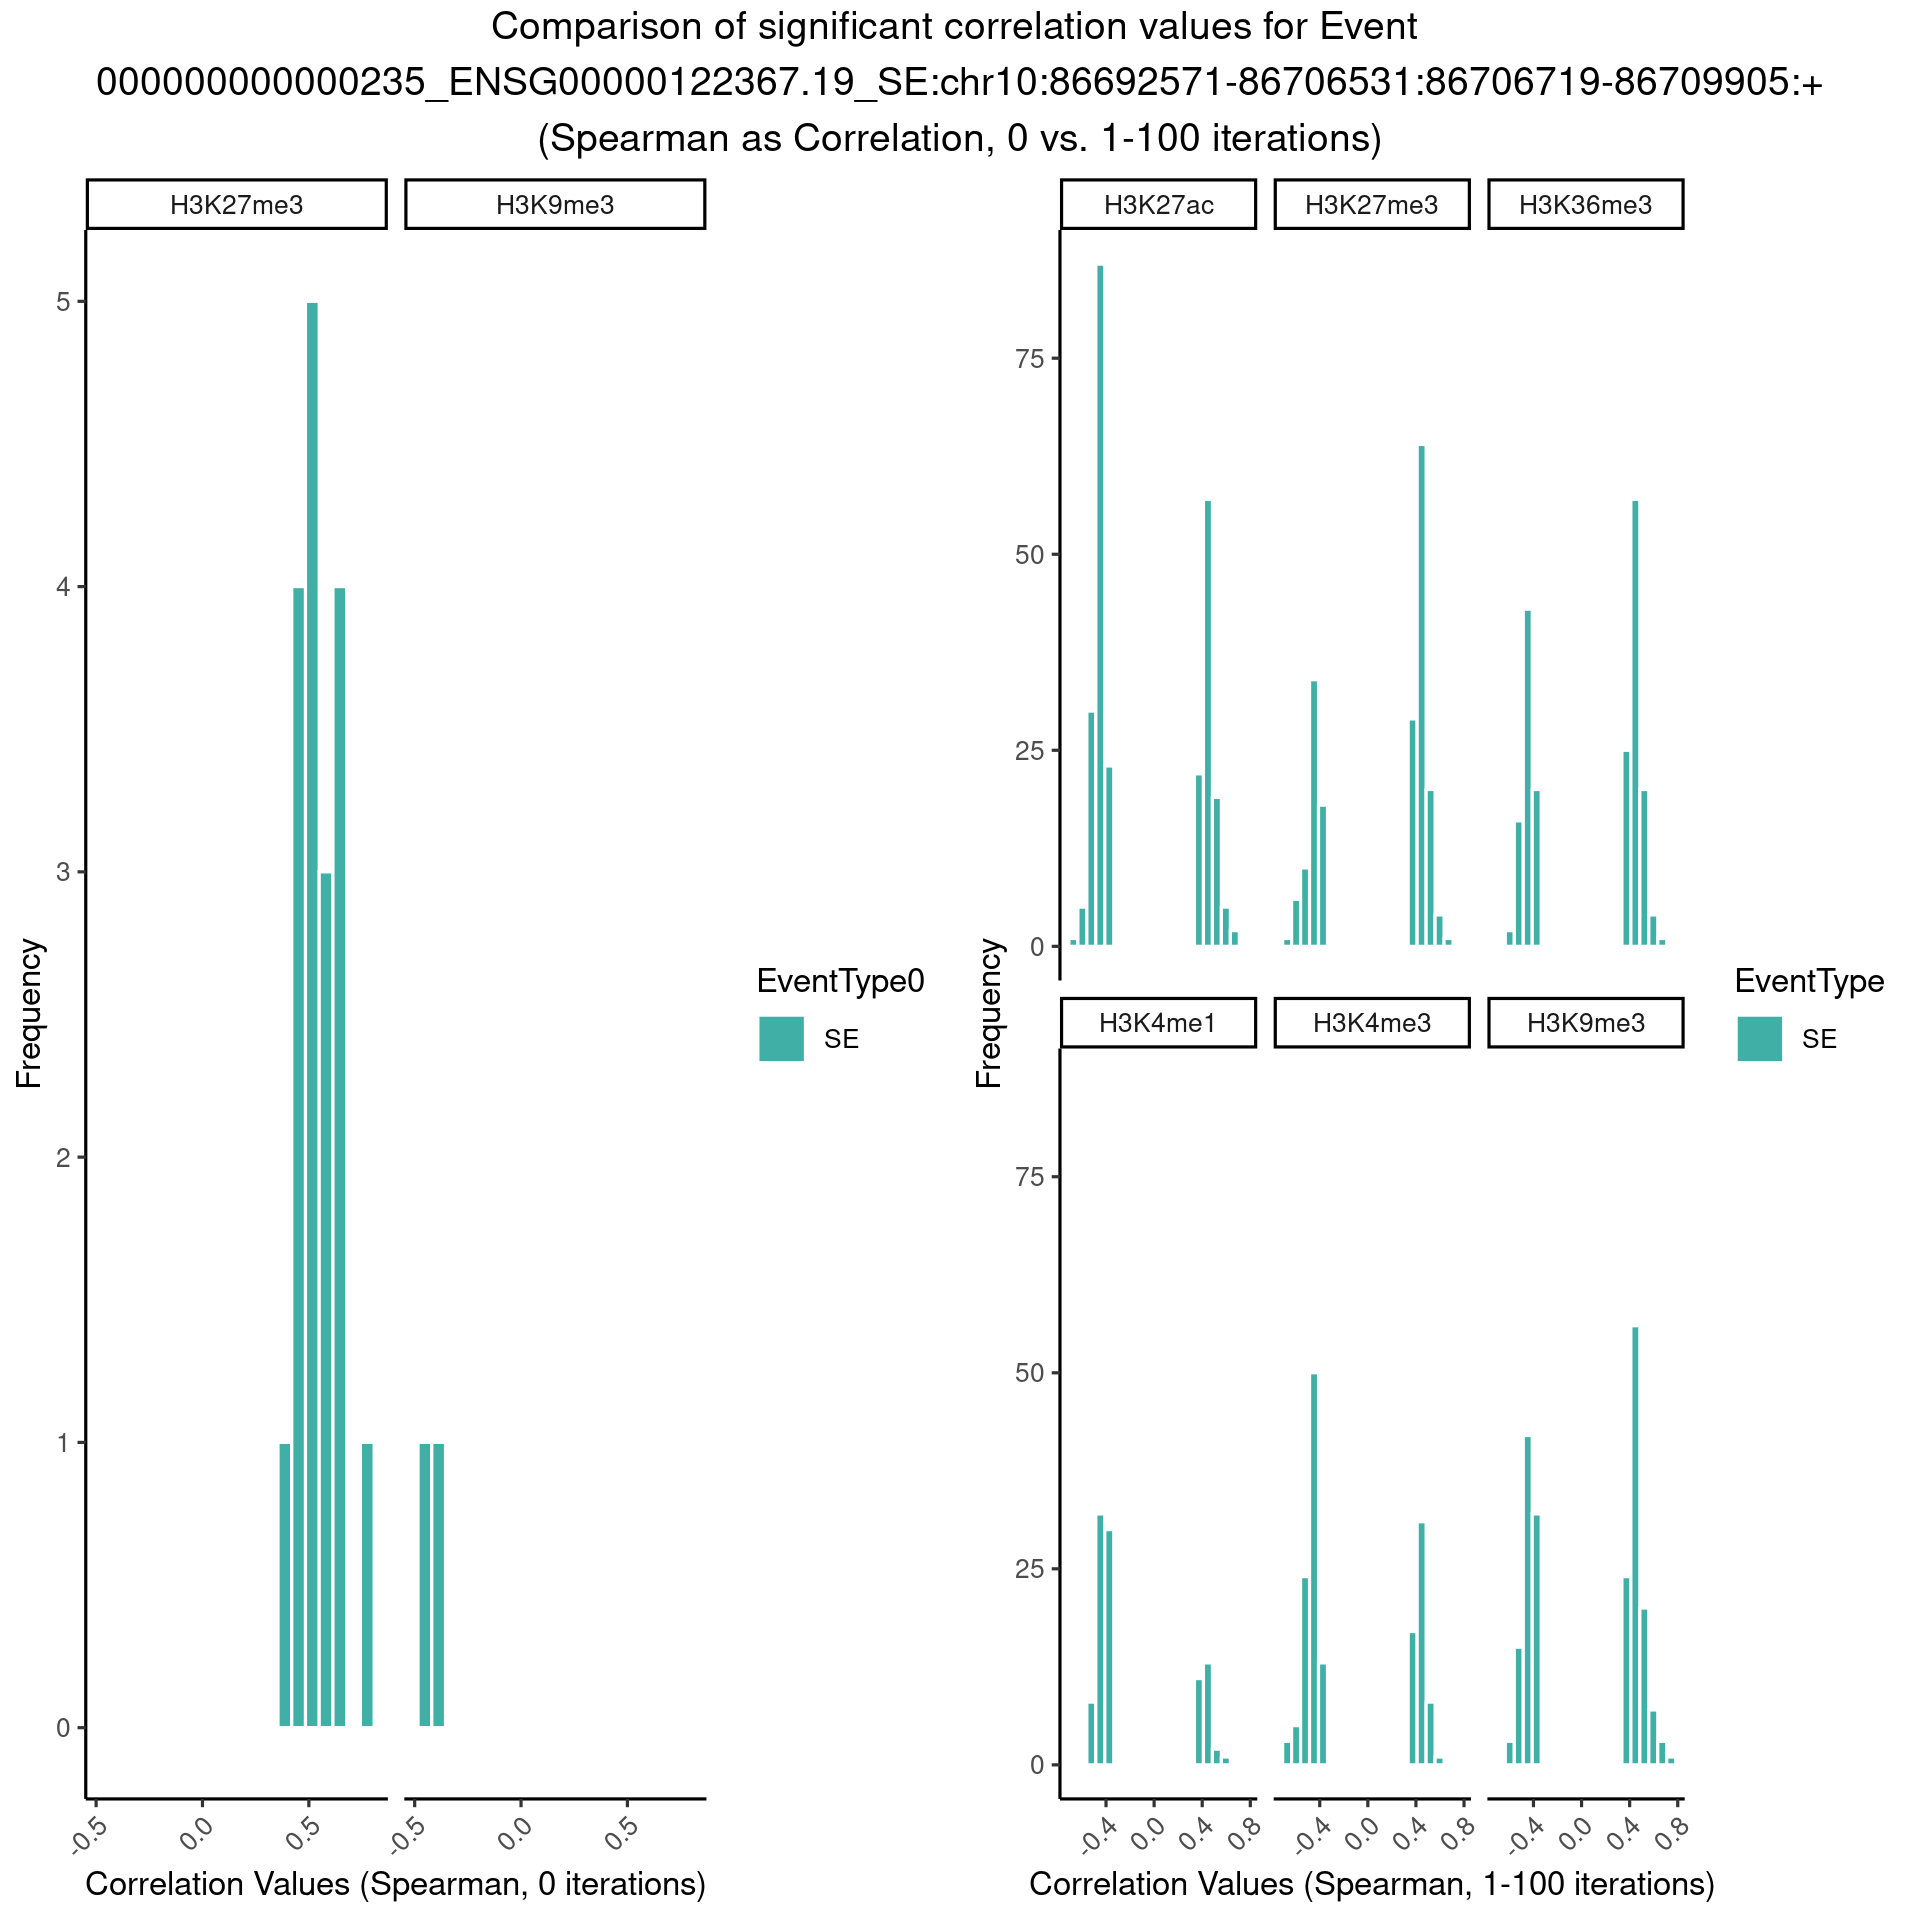 Comparison of significant correlation values for Event
000000000000235_ENSG00000122367.19_SE:chr10:86692571-86706531:86706719-86709905:+
(Spearman as Correlation, 0 vs. 1-100 iterations)
H3K27me3 H3K9me3
5
4
3
2
1
0
Frequency
-0.5 0.0 0.5 -0.5 0.0 0.5
Correlation Values (Spearman, 0 iterations)
EventType0
SE
H3K27ac H3K27me3 H3K36me3
75
50
25
0
Frequency
H3K4me1 H3K4me3 H3K9me3
75
50
25
0
-0.4 0.0 0.4 0.8 -0.4 0.0 0.4 0.8 -0.4 0.0 0.4 0.8
Correlation Values (Spearman, 1-100 iterations)
EventType
SE